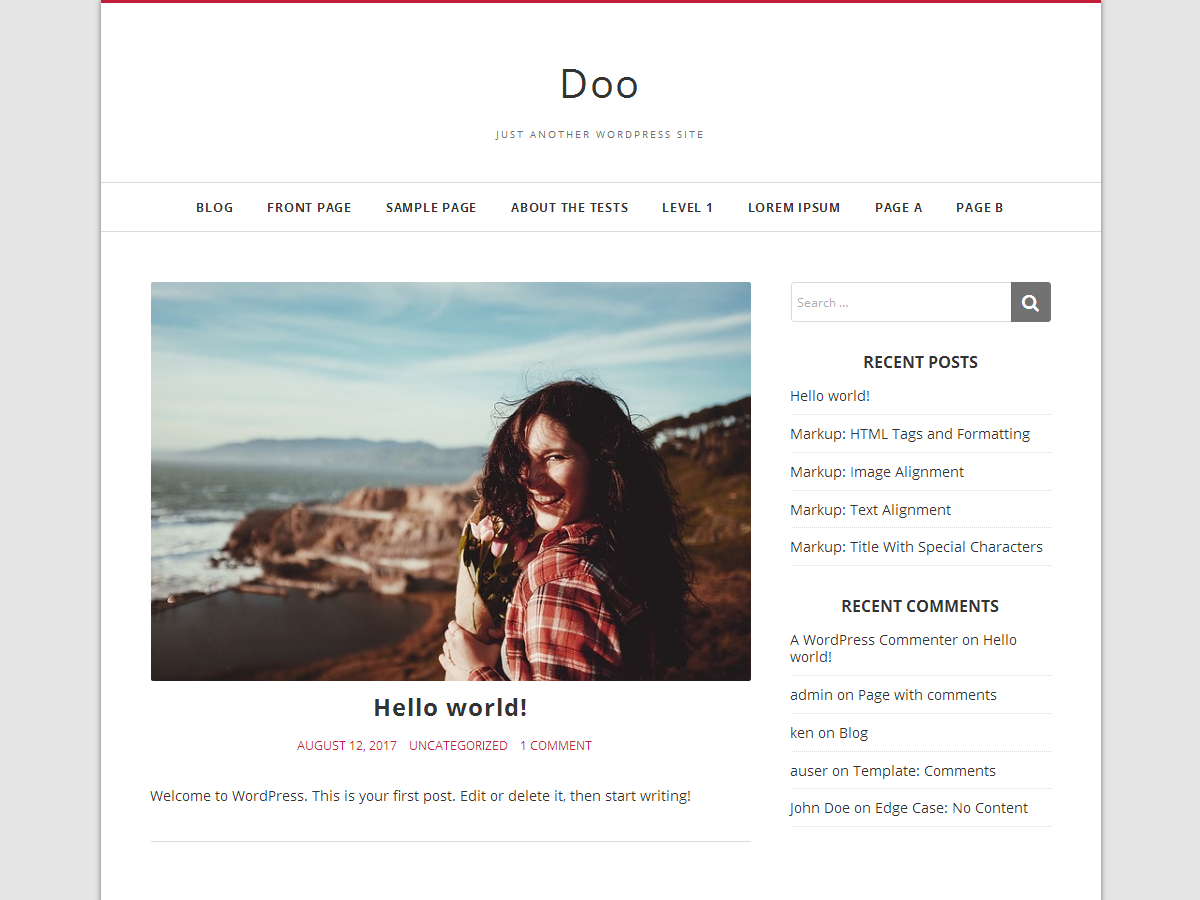 Doo
JUST ANOTHER WORDPRESS SITE
BLOG FRONT PAGE SAMPLE PAGE ABOUT THE TESTS LEVEL 1 LOREM IPSUM PAGE A PAGE B
Hello world!
AUGUST 12, 2017 UNCATEGORIZED 1 COMMENT
Welcome to WordPress. This is your first post. Edit or delete it, then start writing!
Search ...
RECENT POSTS
Hello world!
Markup: HTML Tags and Formatting
Markup: Image Alignment
Markup: Text Alignment
Markup: Title With Special Characters
RECENT COMMENTS
A WordPress Commenter on Hello
world!
admin on Page with comments
ken on Blog
auser on Template: Comments
John Doe on Edge Case: No Content